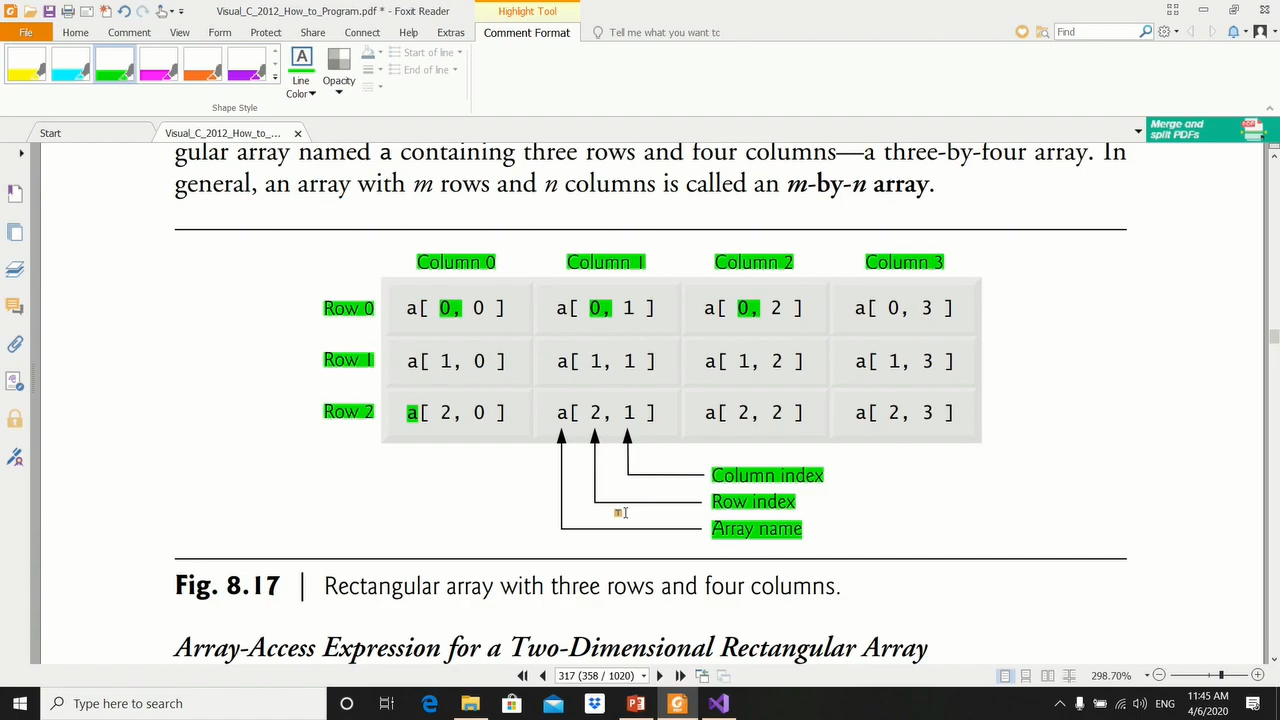 Visual_C_2012_How_to_Program.pdf * - Foxit Reader
Highlight Tool
File Home Comment View Form Protect Share Connect Help Extras Comment Format Tell me what you want tc Find
Start of line
End of line
Line Color
Opacity
Shape Style
Start
Visual_C_2012_How_to_...
Merge and split PDFs
gular array named a containing three rows and four columns—a three-by-four array. In
general, an array with m rows and n columns is called an m-by-n array.
Column 0 Column 1 Column 2 Column 3
Row 0 a[ 0, 0 ] a[ 0, 1 ] a[ 0, 2 ] a[ 0, 3 ]
Row 1 a[ 1, 0 ] a[ 1, 1 ] a[ 1, 2 ] a[ 1, 3 ]
Row 2 a[ 2, 0 ] a[ 2, 1 ] a[ 2, 2 ] a[ 2, 3 ]
Column index
Row index
Array name
Fig. 8.17 | Rectangular array with three rows and four columns.
Array-Access Expression for a Two-Dimensional Rectangular Array
317 (358 / 1020)
298.70%
Type here to search
ENG
11:45 AM
4/6/2020